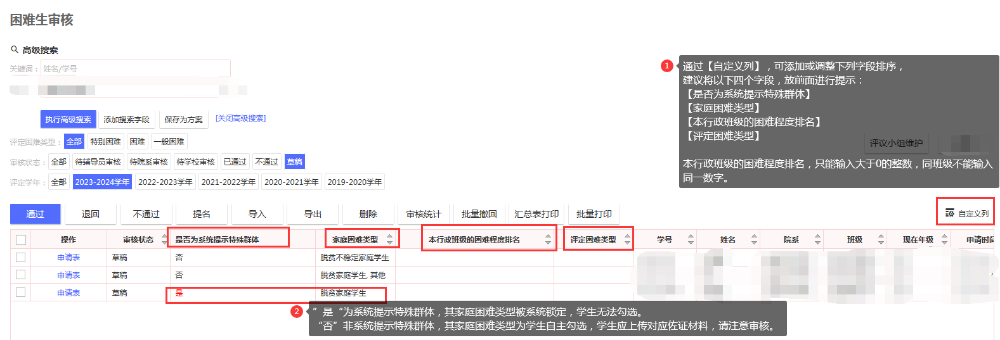 困难生审核
高级搜索
关键词：
姓名/学号
执行高级搜索 添加搜索字段 保存为方案 [关闭高级搜索]
评定困难类型： 全部 特别困难 困难 一般困难
审核状态： 全部 待辅导员审核 待院系审核 待学校审核 已通过 不通过 草稿
评定学年： 全部 2023-2024学年 2022-2023学年 2021-2022学年 2020-2021学年 2019-2020学年
1
通过【自定义列】，可添加或调整下列字段排序，
建议将以下四个字段，放前面进行提示：
【是否为系统提示特殊群体】
【家庭困难类型】
【本行政班级的困难程度排名】
【评定困难类型】
本行政班级的困难程度排名，只能输入大于0的整数，同班级不能输入
同一数字。
评议小组维护
通过 退回 不通过 提名 导入 导出 删除 审核统计 批量撤回 汇总表打印 批量打印 自定义列
操作 审核状态 是否为系统提示特殊群体 家庭困难类型 本行政班级的困难程度排名 评定困难类型 学号 姓名 院系 班级 现在年级 申请时间
申请表 草稿 否 脱贫不稳定家庭学生
申请表 草稿 否 脱贫家庭学生, 其他
申请表 草稿 是 脱贫家庭学生
2
”是“为系统提示特殊群体，其家庭困难类型被系统锁定，学生无法勾选。
“否”非系统提示特殊群体，其家庭困难类型为学生自主勾选，学生应上传对应佐证材料，请注意审核。